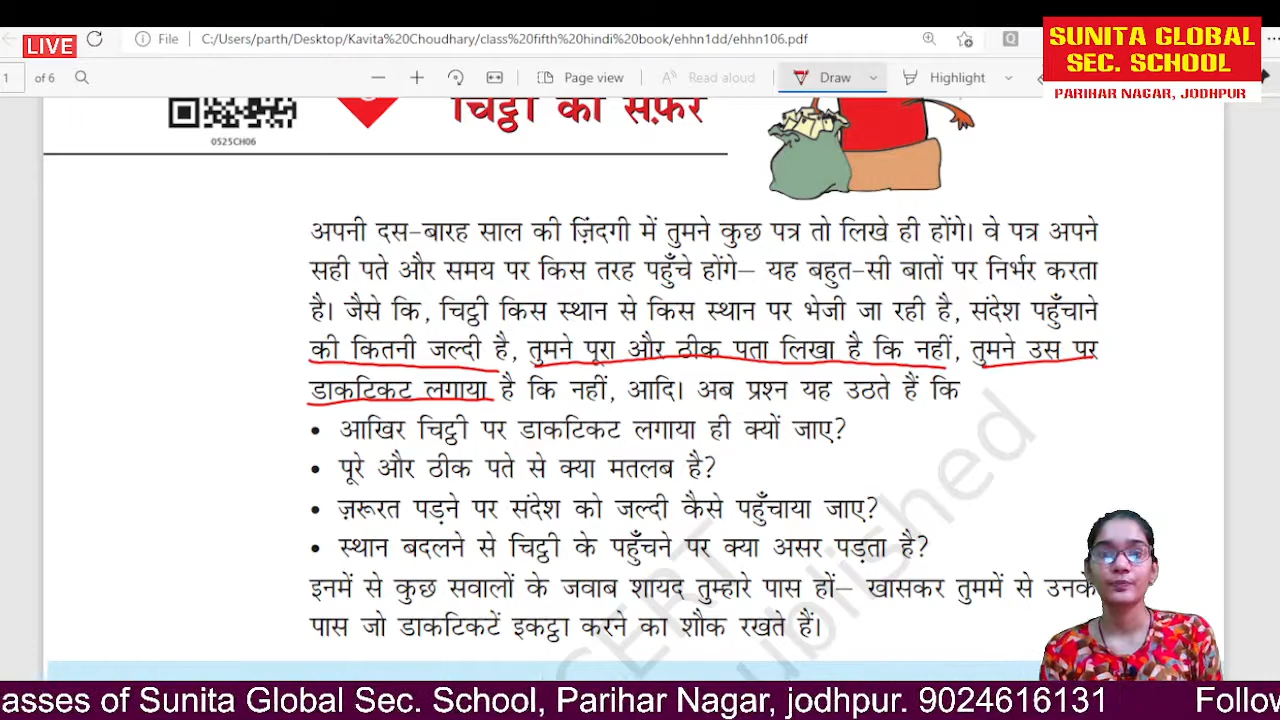 LIVE
File
C:/Users/parth/Desktop/Kavita%20Choudhary/class%20fifth%20hindi%20book/ehhn1dd/ehhn106.pdf
SUNITA GLOBAL
SEC. SCHOOL
PARIHAR NAGAR, JODHPUR
1 of 6
Page view
Read aloud
Draw
Highlight
चिट्ठी का सफ़र
0525CH06
अपनी दस-बारह साल की ज़िंदगी में तुमने कुछ पत्र तो लिखे ही होंगे। वे पत्र अपने
सही पते और समय पर किस तरह पहुँचे होंगे— यह बहुत-सी बातों पर निर्भर करता
है। जैसे कि, चिट्ठी किस स्थान से किस स्थान पर भेजी जा रही है, संदेश पहुँचाने
की कितनी जल्दी है, तुमने पूरा और ठीक पता लिखा है कि नहीं, तुमने उस पर
डाकटिकट लगाया है कि नहीं, आदि। अब प्रश्न यह उठते हैं कि
• आखिर चिट्ठी पर डाकटिकट लगाया ही क्यों जाए?
• पूरे और ठीक पते से क्या मतलब है?
• ज़रूरत पड़ने पर संदेश को जल्दी कैसे पहुँचाया जाए?
• स्थान बदलने से चिट्ठी के पहुँचने पर क्या असर पड़ता है?
इनमें से कुछ सवालों के जवाब शायद तुम्हारे पास हों— खासकर तुममें से उनके
पास जो डाकटिकटें इकट्ठा करने का शौक रखते हैं।
asses of Sunita Global Sec. School, Parihar Nagar, jodhpur. 9024616131 Follow